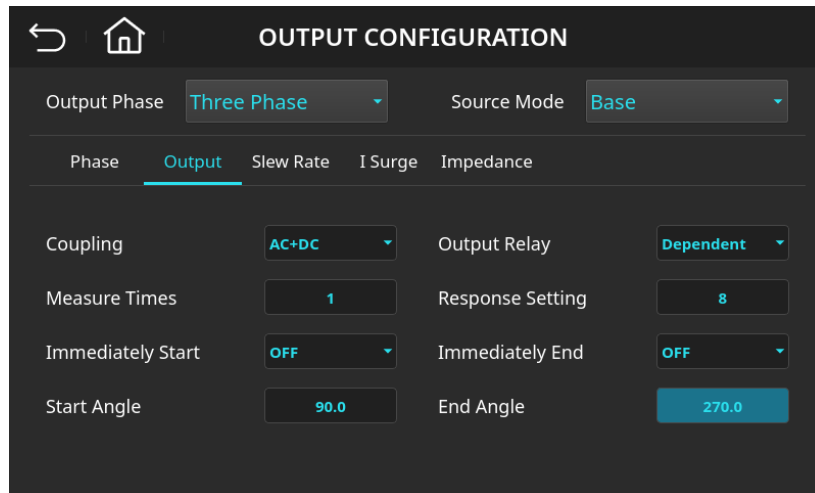 OUTPUT CONFIGURATION
Output Phase Three Phase Source Mode Base
Phase Output Slew Rate I Surge Impedance
Coupling AC+DC Output Relay Dependent
Measure Times 1 Response Setting 8
Immediately Start OFF Immediately End OFF
Start Angle 90.0 End Angle 270.0